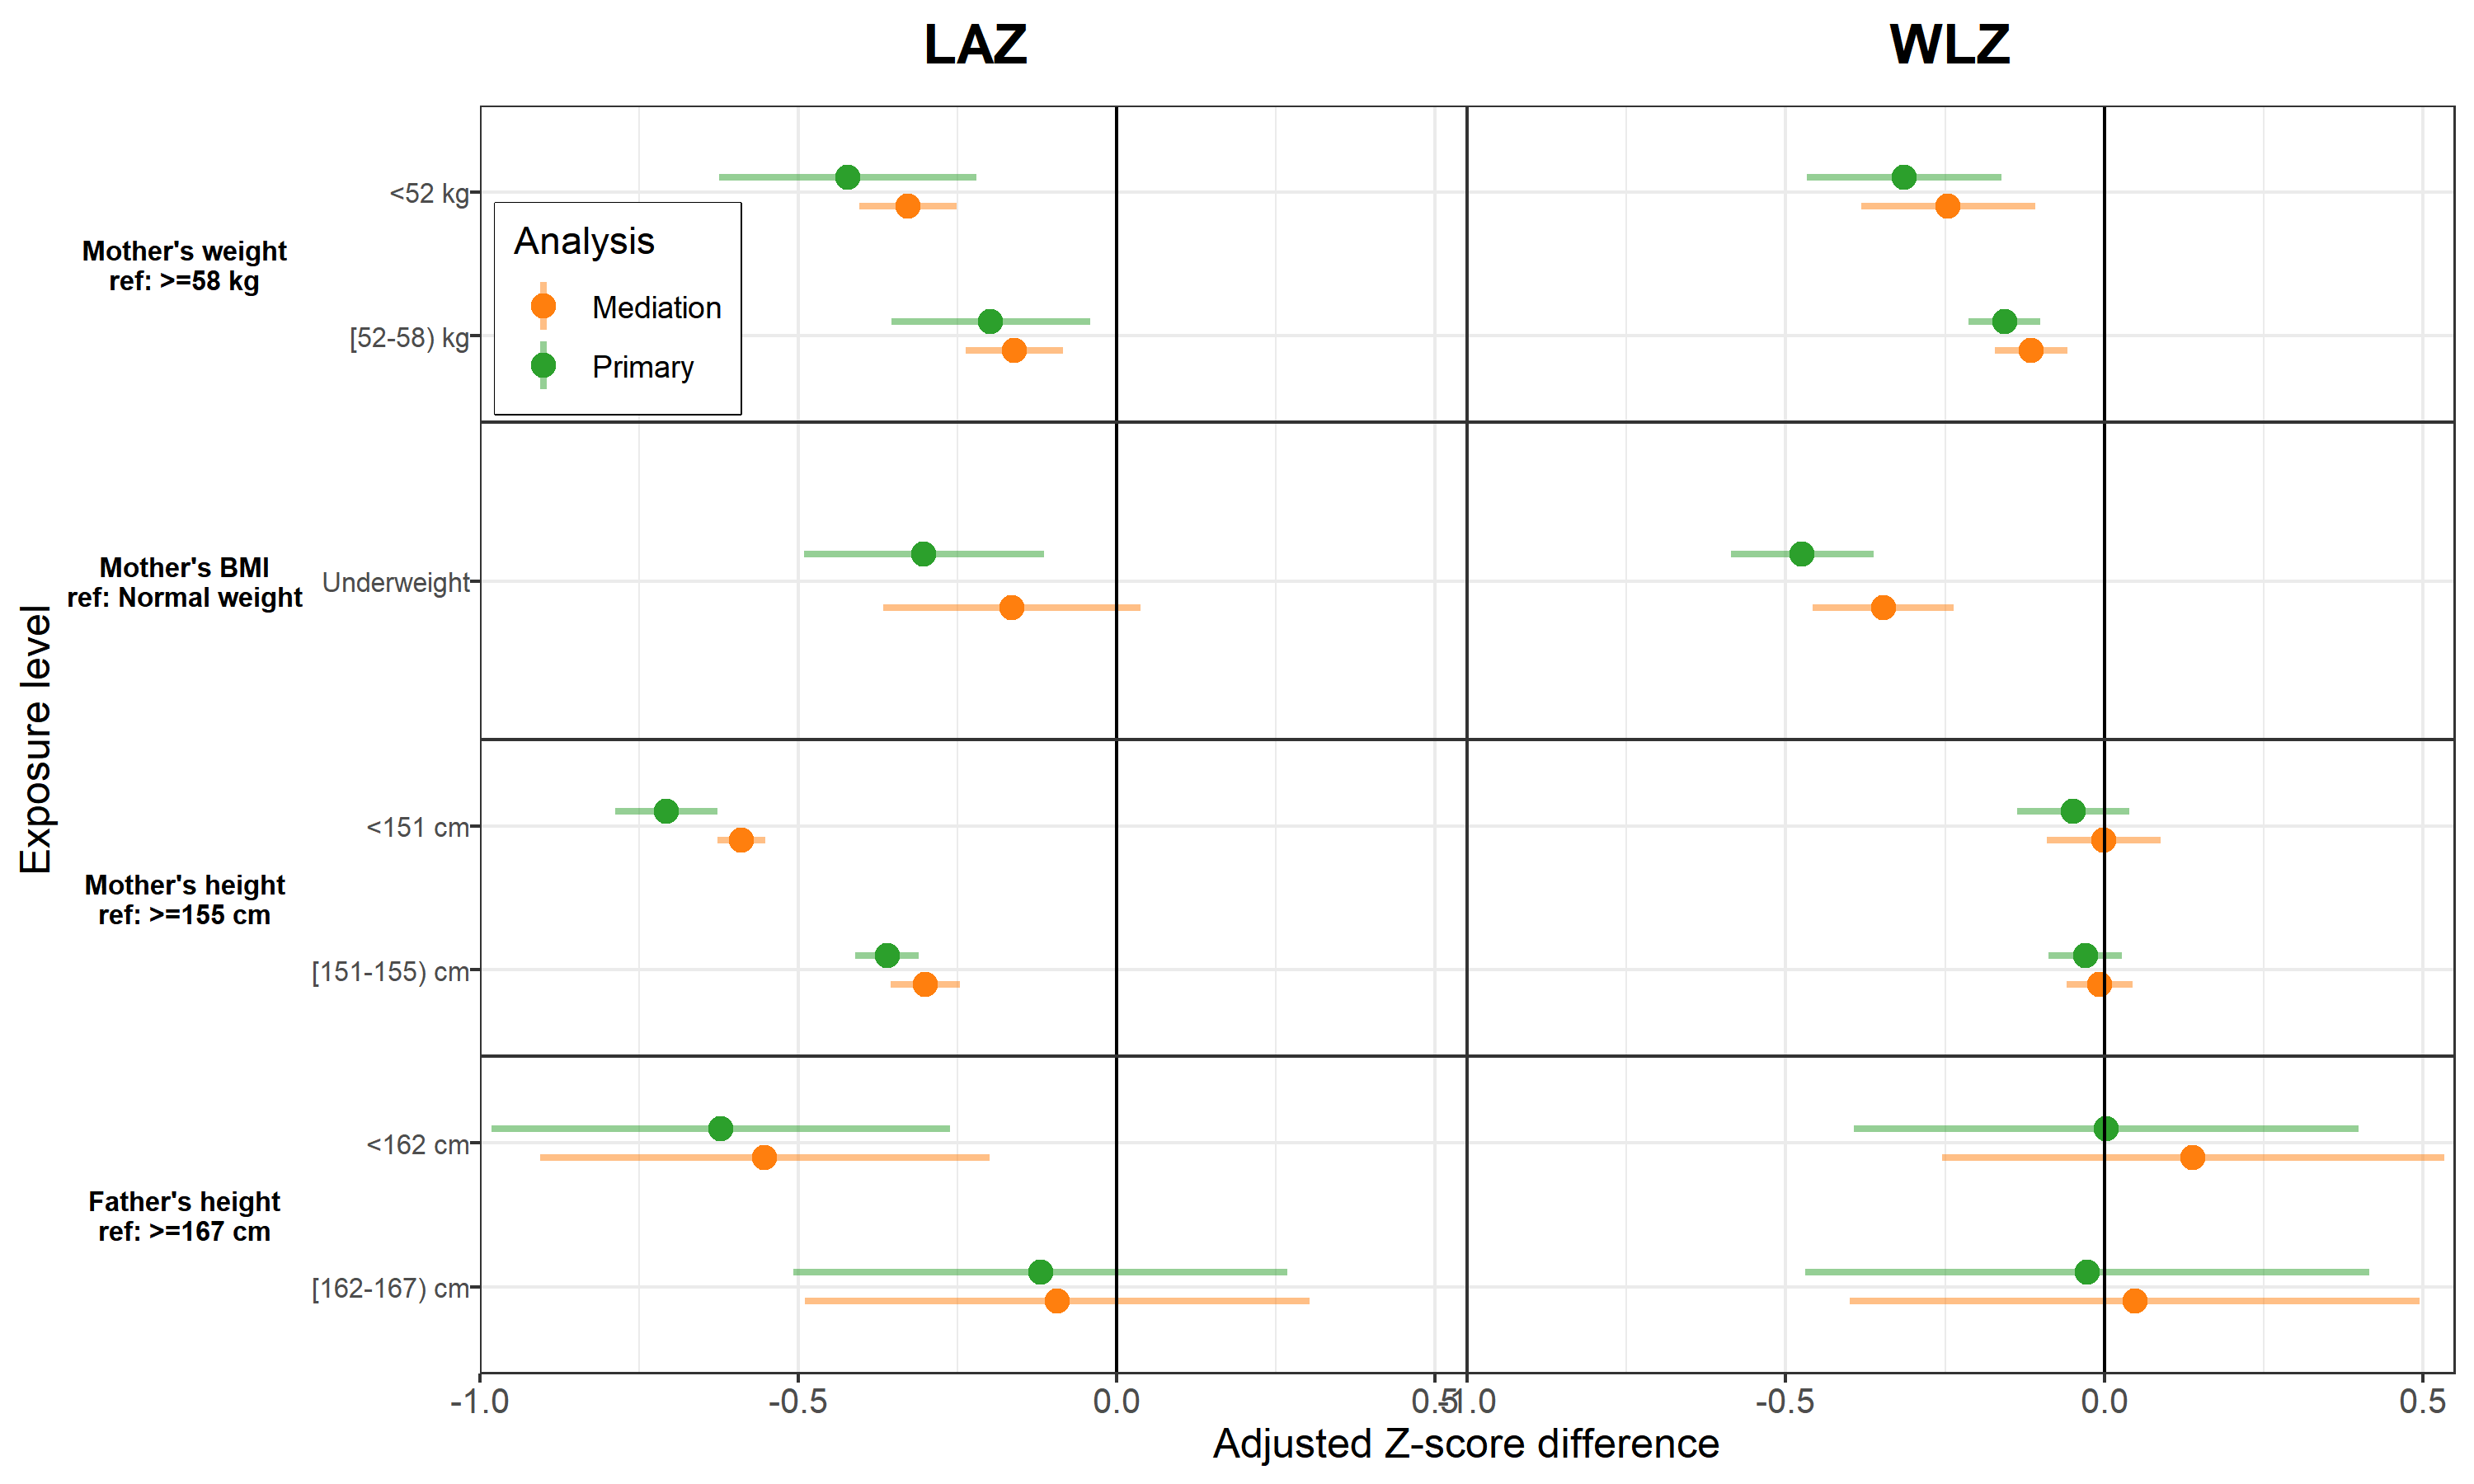 LAZ
WLZ
<52 kg
Mother's weight
ref: >=58 kg
[52-58) kg
Analysis
Mediation
Primary
Mother's BMI
ref: Normal weight
Underweight
Exposure level
<151 cm
Mother's height
ref: >=155 cm
[151-155) cm
<162 cm
Father's height
ref: >=167 cm
[162-167) cm
-1.0 -0.5 0.0 0.5 -1.0 -0.5 0.0 0.5
Adjusted Z-score difference